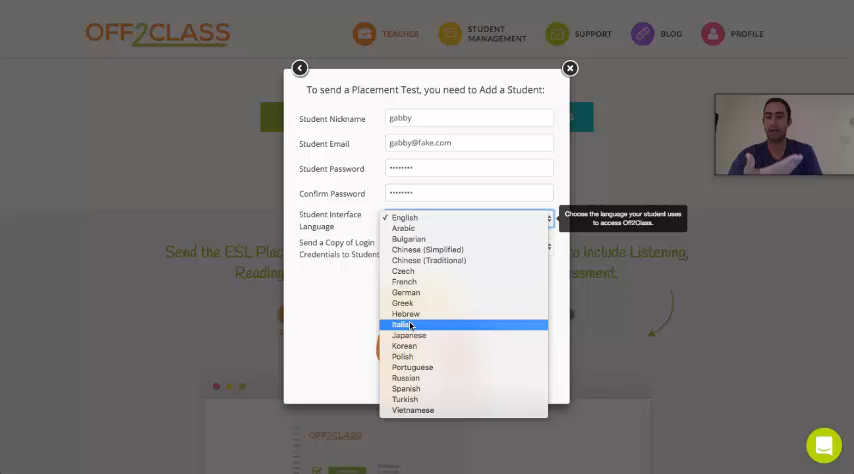 OFF2CLASS
TEACHER
STUDENT
MANAGEMENT
SUPPORT
BLOG
PROFILE
To send a Placement Test, you need to Add a Student:
Student Nickname
gabby
Student Email
gabby@fake.com
Student Password
••••••••
Confirm Password
••••••••
Student Interface
Language
Choose the language your student uses
to access Off2Class.
Send a Copy of Login
Credentials to Student
✓ English
Arabic
Bulgarian
Chinese (Simplified)
Chinese (Traditional)
Czech
French
German
Greek
Hebrew
Italian
Japanese
Korean
Polish
Portuguese
Russian
Spanish
Turkish
Vietnamese
Send the ESL Place
to include Listening,
Reading
ment.
OFF2CLASS